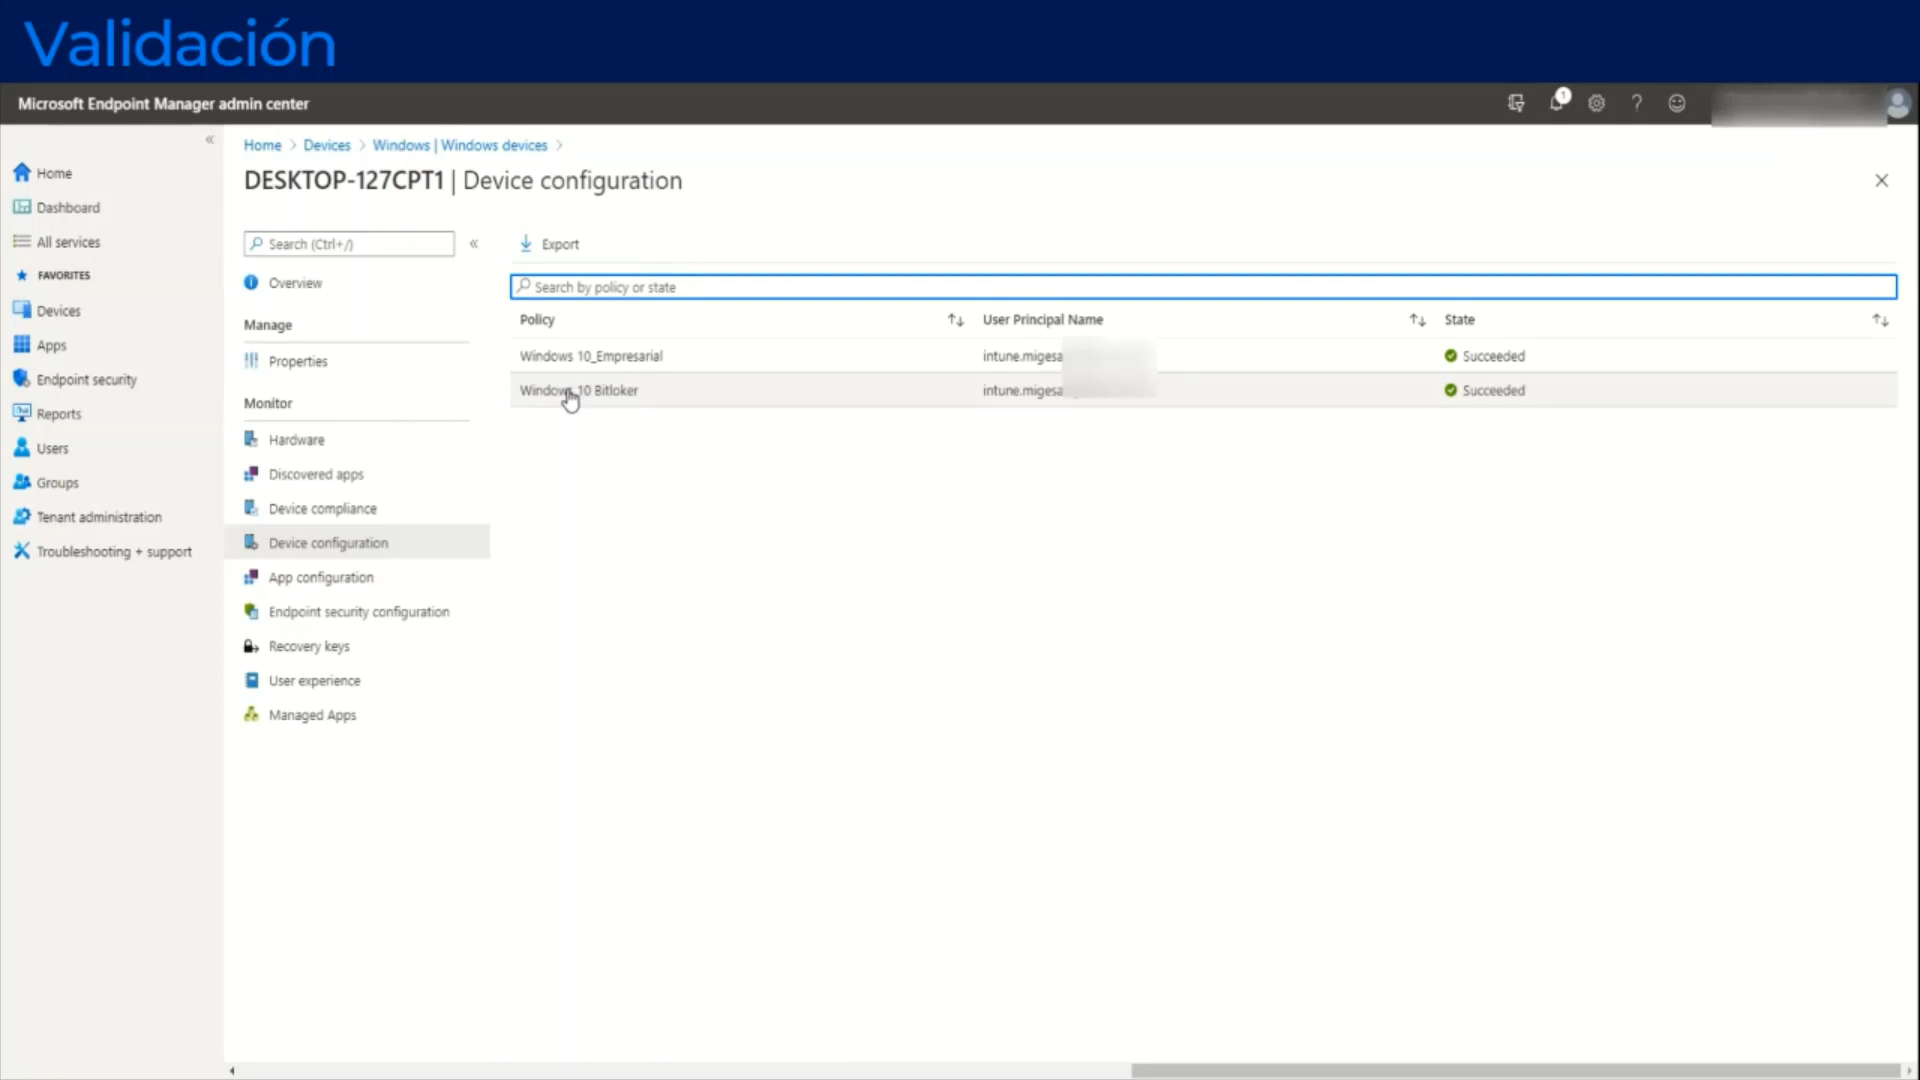 Validación
Microsoft Endpoint Manager admin center
1
Home > Devices > Windows | Windows devices >
DESKTOP-127CPT1 | Device configuration
Home
Dashboard
All services
FAVORITES
Devices
Apps
Endpoint security
Reports
Users
Groups
Tenant administration
Troubleshooting + support
Search (Ctrl+/)
Overview
Manage
Properties
Monitor
Hardware
Discovered apps
Device compliance
Device configuration
App configuration
Endpoint security configuration
Recovery keys
User experience
Managed Apps
Export
Search by policy or state
Policy User Principal Name State
Windows 10_Empresarial intune.migesa Succeeded
Windows 10 Bitloker intune.migesa Succeeded